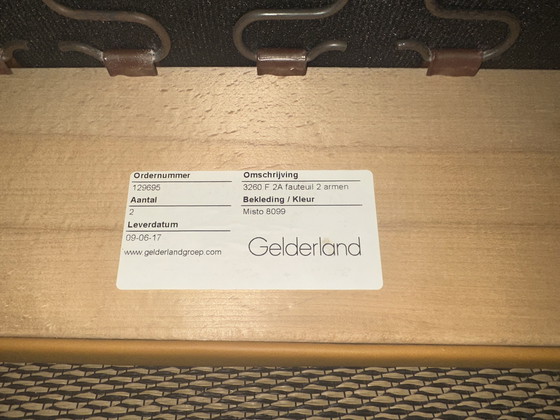 Ordernummer
129695
Aantal
2
Leverdatum
09-06-17
www.gelderlandgroep.com
Omschrijving
3260 F 2A fauteuil 2 armen
Bekleding / Kleur
Misto 8099
Gelderland